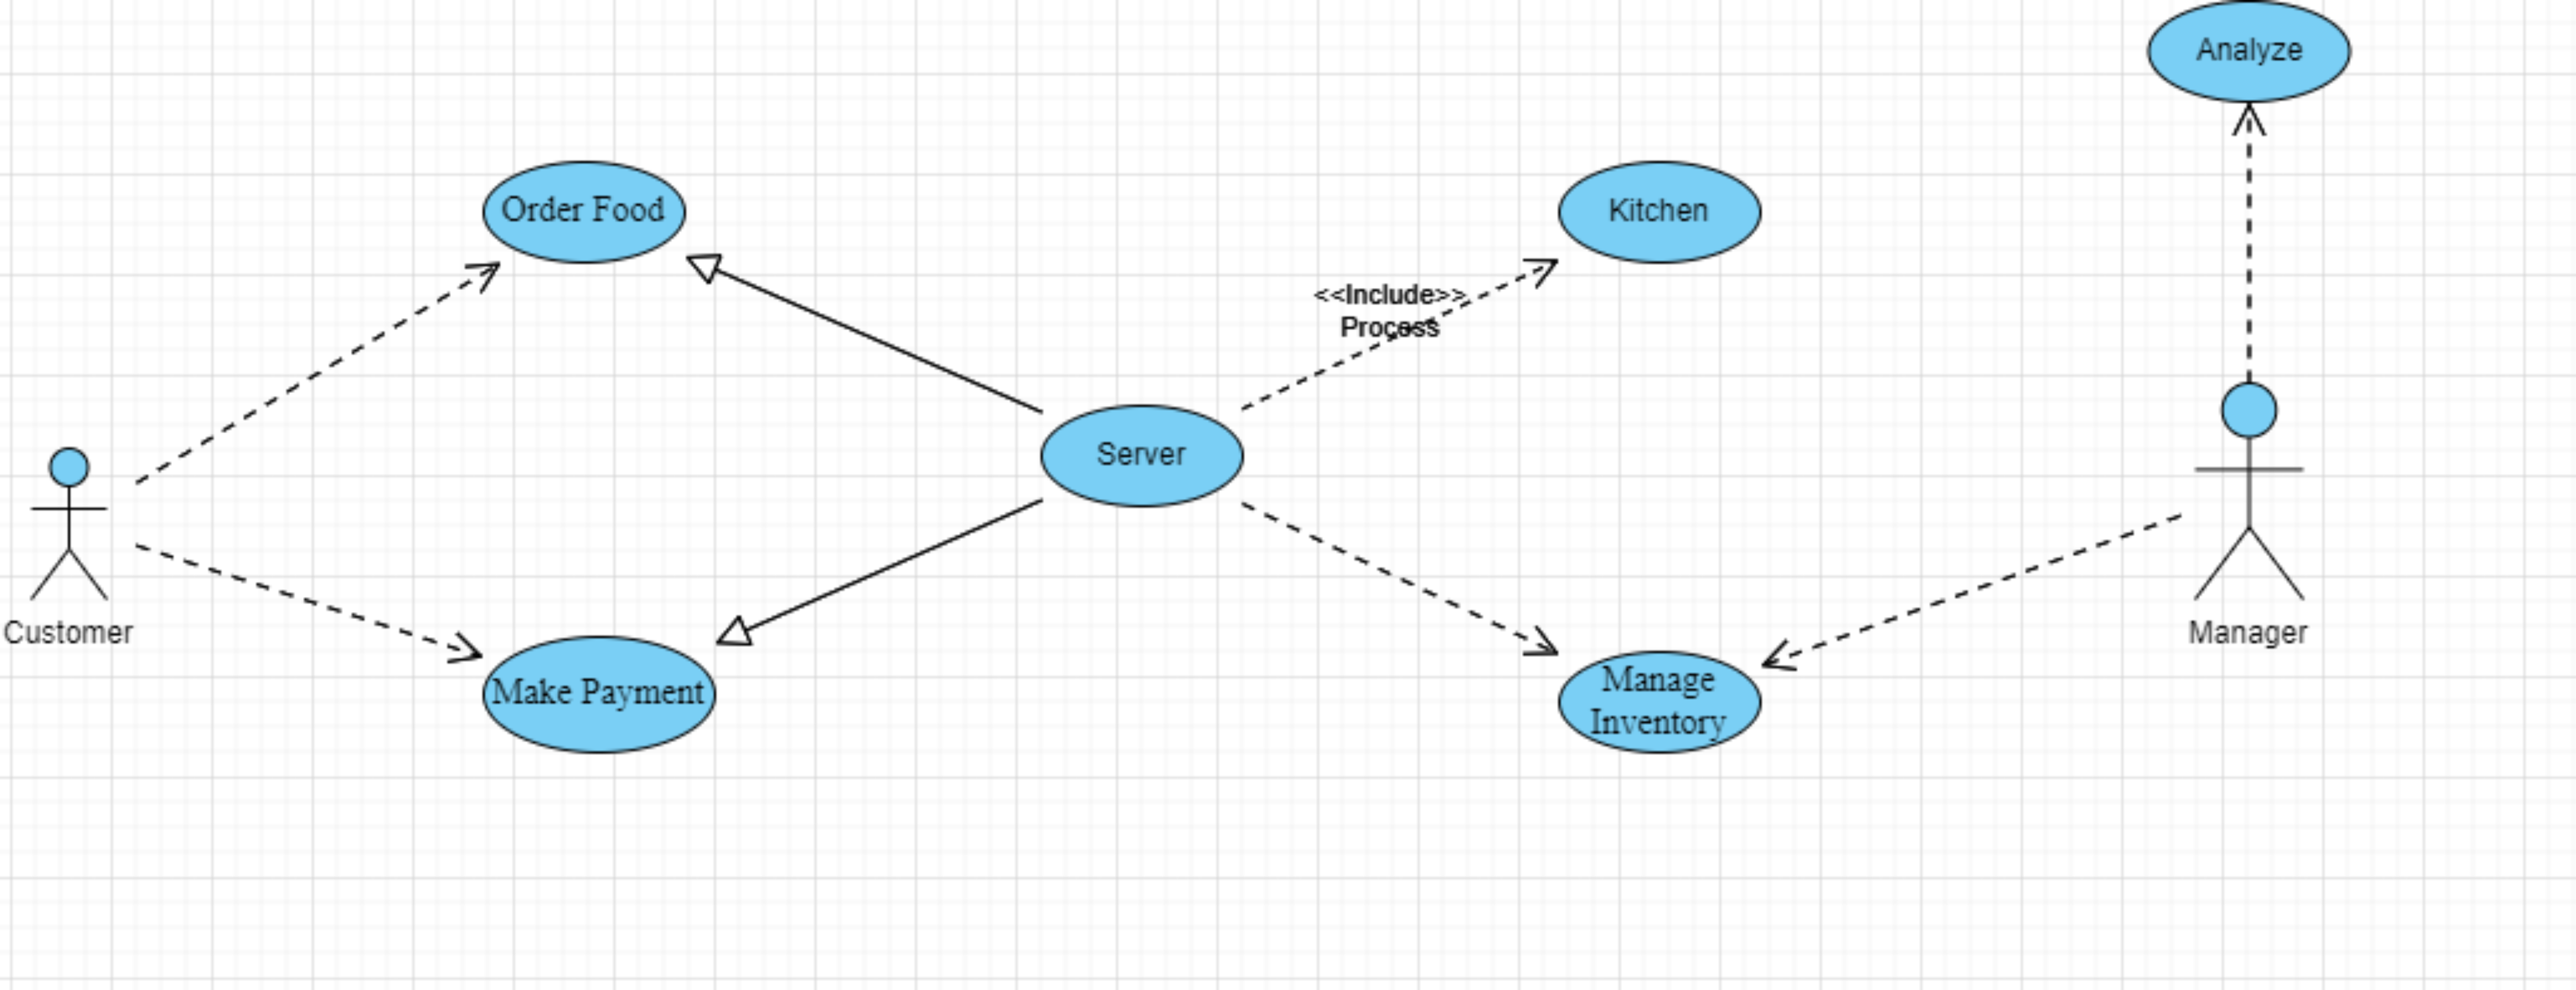 Analyze
Order Food
Kitchen
<<Include>>
Process
Server
Customer
Manager
Make Payment
Manage
Inventory